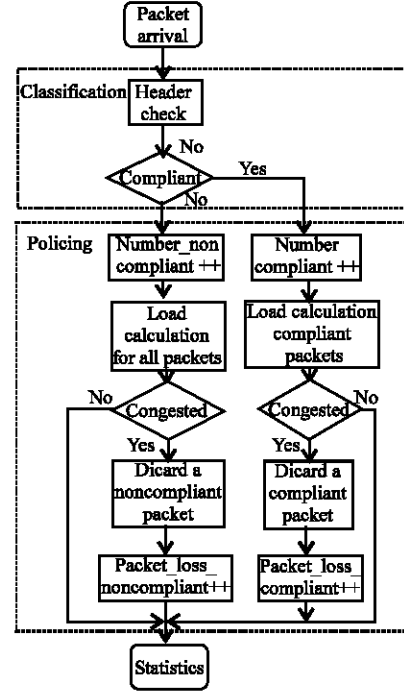 Packet
arrival
Classification
Header
check
No
Compliant
Yes
No
Policing
Number_non
compliant ++
Number
compliant ++
Load
calculation
for all packets
Load calculation
compliant
packets
No
Congested
Congested
No
Yes
Yes
Dicard a
noncompliant
packet
Dicard a
compliant
packet
Packet_loss_
noncompliant++
Packet_loss_
compliant++
Statistics